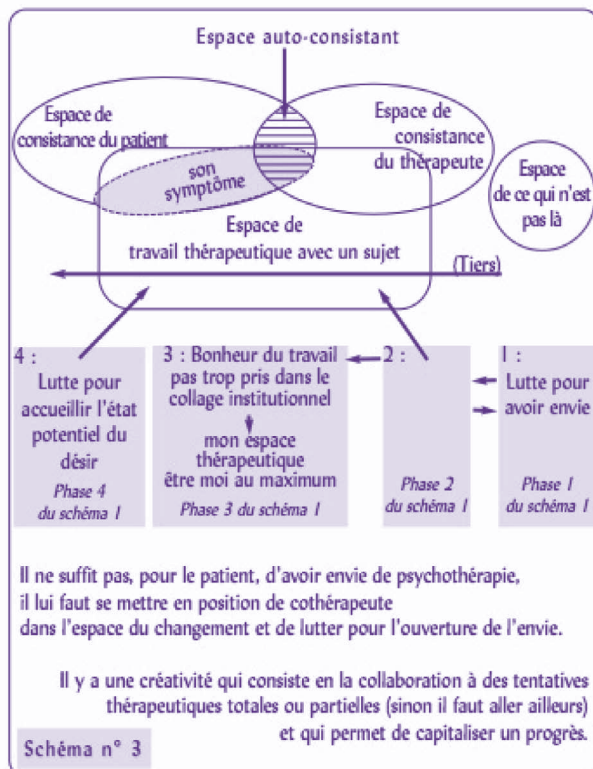 Espace auto-consistant
Espace de
consistance du patient
Espace de
consistance
du thérapeute
son
symptôme
Espace
de ce qui n'est
pas là
Espace de
travail thérapeutique avec un sujet
(Tiers)
4 :
Lutte pour
accueillir l'état
potentiel du
désir
Phase 4
du schéma 1
3 : Bonheur du travail
pas trop pris dans le
collage institutionnel
mon espace
thérapeutique
être moi au maximum
Phase 3 du schéma 1
2 :
Phase 2
du schéma 1
1 :
Lutte pour
avoir envie
Phase 1
du schéma 1
Il ne suffit pas, pour le patient, d'avoir envie de psychothérapie,
il lui faut se mettre en position de cothérapeute
dans l'espace du changement et de lutter pour l'ouverture de l'envie.
Il y a une créativité qui consiste en la collaboration à des tentatives
thérapeutiques totales ou partielles (sinon il faut aller ailleurs)
et qui permet de capitaliser un progrès.
Schéma n° 3